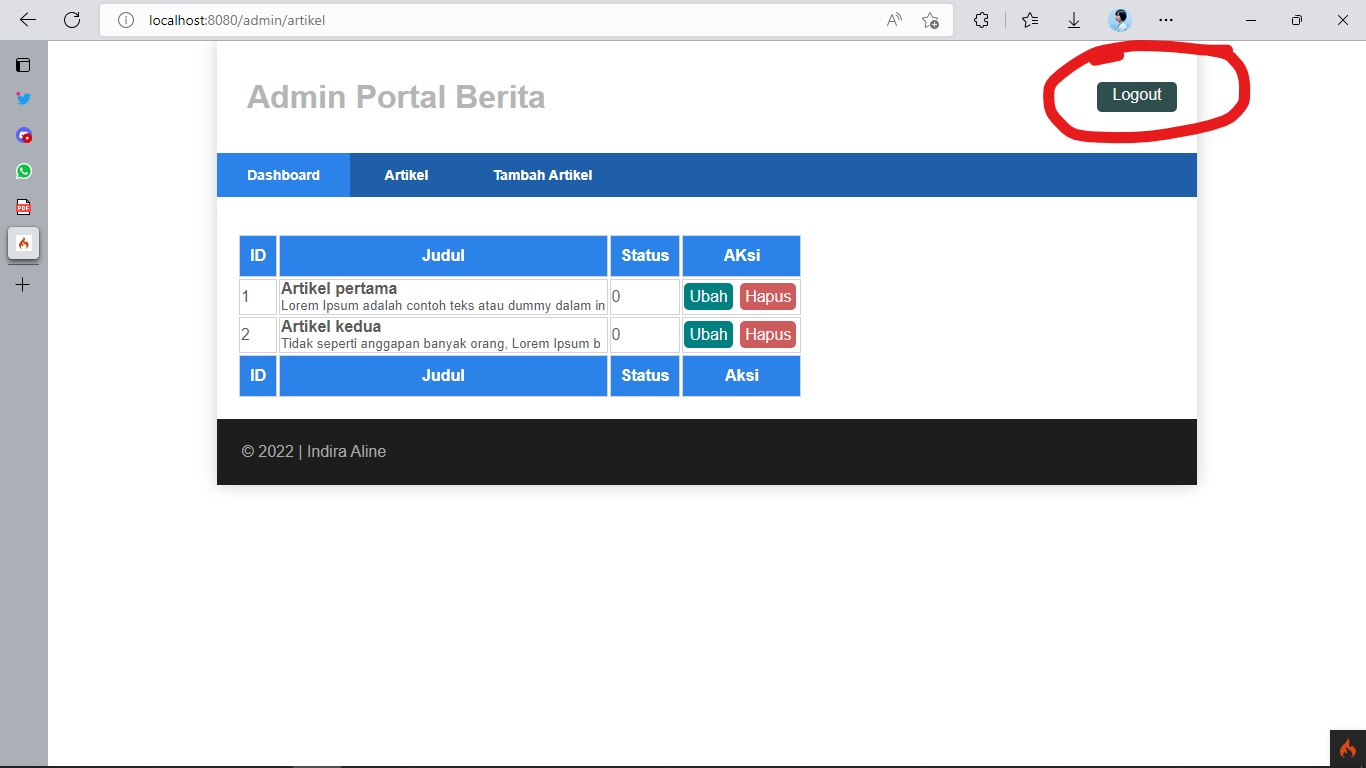 localhost:8080/admin/artikel
Admin Portal Berita
Logout
Dashboard Artikel Tambah Artikel
ID Judul Status AKsi
1 Artikel pertama 0 Ubah Hapus
Lorem Ipsum adalah contoh teks atau dummy dalam in
2 Artikel kedua 0 Ubah Hapus
Tidak seperti anggapan banyak orang, Lorem Ipsum b
ID Judul Status Aksi
© 2022 | Indira Aline